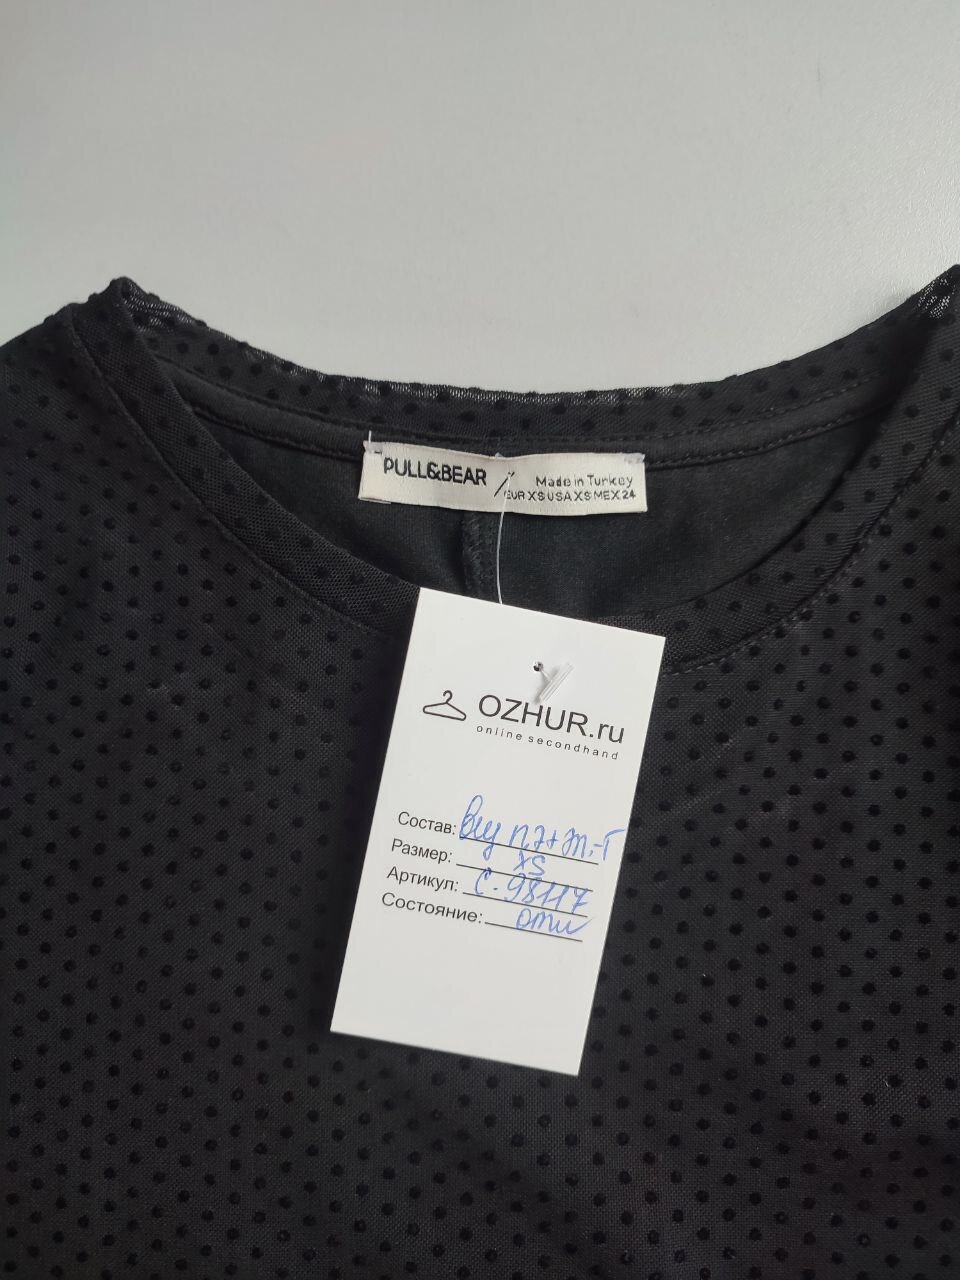 PULL&BEAR
Made in Turkey
EUR XS USA XS MEX 24
OZHUR.ru
online secondhand
Состав:
Размер: XS
Артикул: С-98117
Состояние: отл